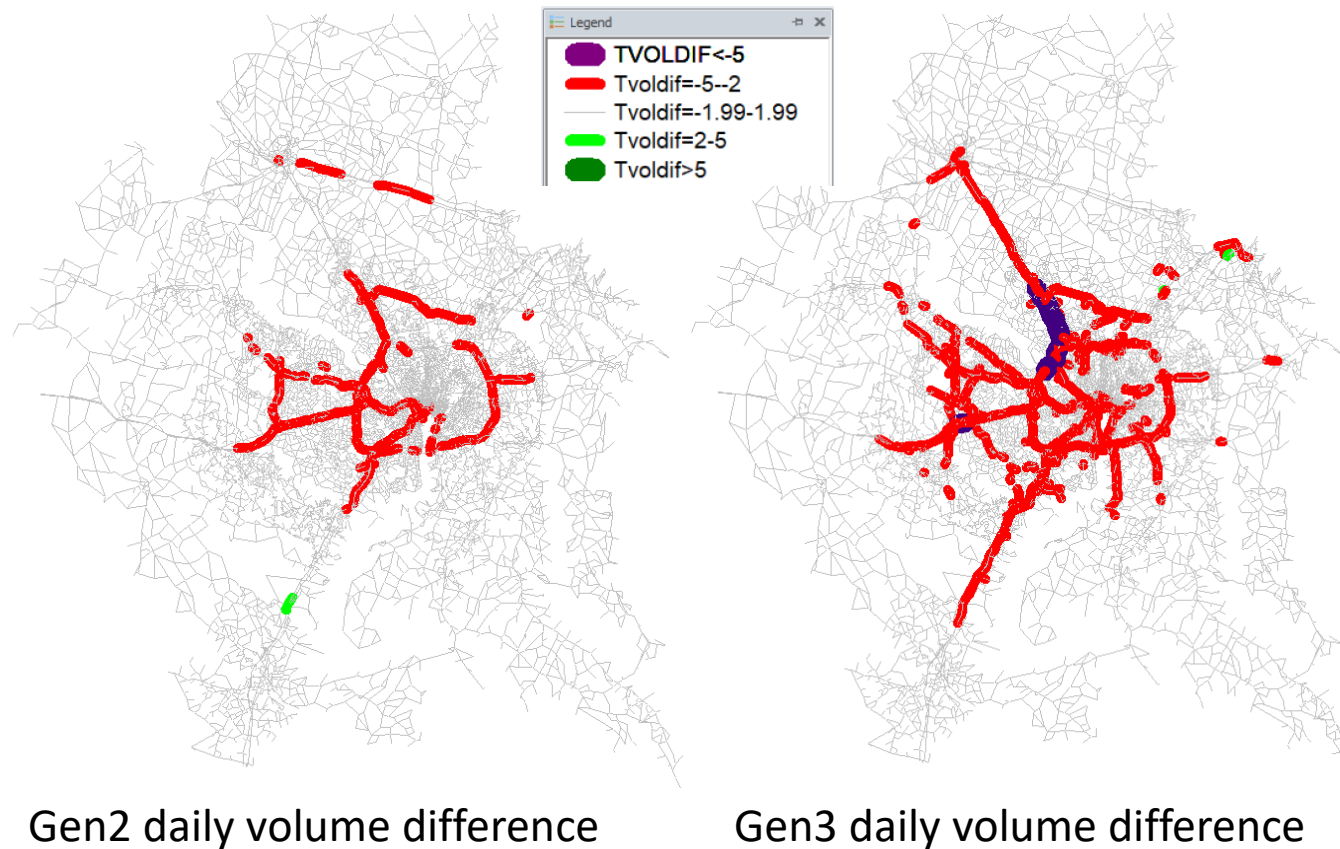 Legend
TVOLDIF<-5
Tvoldif=-5--2
Tvoldif=-1.99-1.99
Tvoldif=2-5
Tvoldif>5
Gen2 daily volume difference
Gen3 daily volume difference